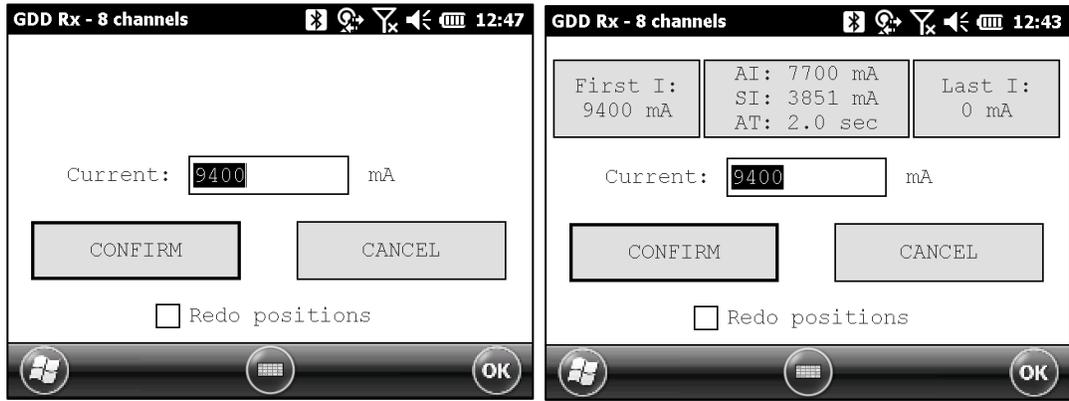 GDD Rx - 8 channels 12:47
Current: 9400 mA
CONFIRM CANCEL
Redo positions
OK
GDD Rx - 8 channels 12:43
First I:
9400 mA
AI: 7700 mA
SI: 3851 mA
AT: 2.0 sec
Last I:
0 mA
Current: 9400 mA
CONFIRM CANCEL
Redo positions
OK